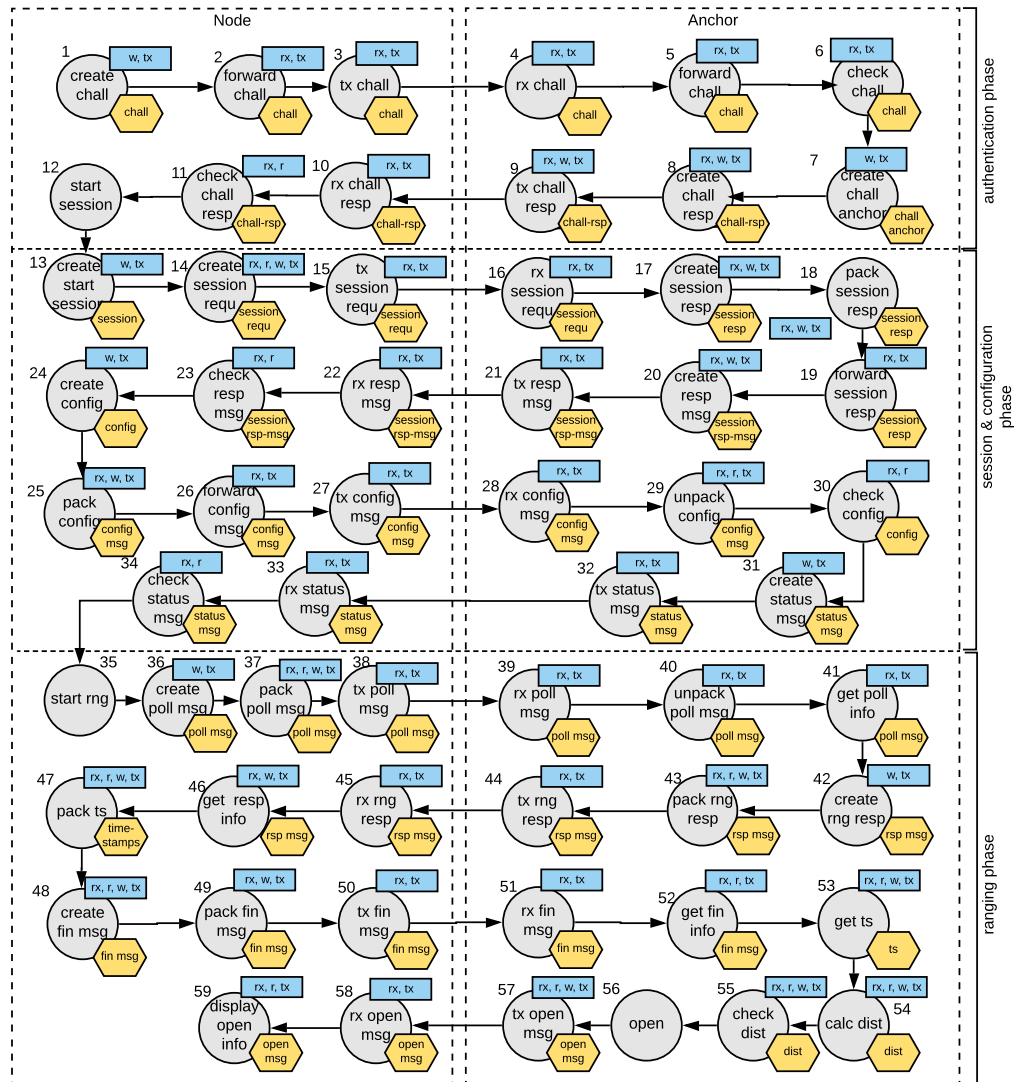 Node
Anchor
1
create
chall
w, tx
chall
2
forward
chall
rx, tx
chall
3
tx chall
rx, tx
chall
4
rx chall
rx, tx
chall
5
forward
chall
rx, tx
chall
6
check
chall
rx, tx
chall
7
create
chall
anchor
w, tx
chall
anchor
8
create
chall
resp
rx, w, tx
chall-rsp
9
tx chall
resp
rx, w, tx
chall-rsp
10
rx chall
resp
rx, tx
chall-rsp
11
check
chall
resp
rx, r
chall-rsp
12
start
session
authentication phase
13
create
start
session
w, tx
session
14
create
session
requ
rx, r, w, tx
session
requ
15
tx
session
requ
rx, tx
session
requ
16
rx
session
requ
rx, tx
session
requ
17
create
session
resp
rx, w, tx
session
resp
18
pack
session
resp
rx, w, tx
session
resp
19
forward
session
resp
rx, tx
session
resp
20
create
resp
msg
rx, w, tx
session
rsp-msg
21
tx resp
msg
rx, tx
session
rsp-msg
22
rx resp
msg
rx, tx
session
rsp-msg
23
check
resp
msg
rx, r
session
rsp-msg
24
create
config
w, tx
config
25
pack
config
rx, w, tx
config
msg
26
forward
config
msg
rx, tx
config
msg
27
tx config
msg
rx, tx
config
msg
28
rx config
msg
rx, tx
config
msg
29
unpack
config
rx, r, tx
config
msg
30
check
config
rx, r
config
31
create
status
msg
w, tx
status
msg
32
tx status
msg
rx, tx
status
msg
33
rx status
msg
rx, tx
status
msg
34
check
status
msg
rx, r
status
msg
session & configuration
phase
35
start rng
36
create
poll msg
w, tx
poll msg
37
pack
poll msg
rx, r, w, tx
poll msg
38
tx poll
msg
rx, tx
poll msg
39
rx poll
msg
rx, tx
poll msg
40
unpack
poll msg
rx, tx
poll msg
41
get poll
info
rx, tx
poll msg
42
create
rng resp
w, tx
rsp msg
43
pack rng
resp
rx, r, w, tx
rsp msg
44
tx rng
resp
rx, tx
rsp msg
45
rx rng
resp
rx, tx
rsp msg
46
get resp
info
rx, w, tx
rsp msg
47
pack ts
rx, r, w, tx
time-
stamps
48
create
fin msg
rx, r, w, tx
fin msg
49
pack fin
msg
rx, w, tx
fin msg
50
tx fin
msg
rx, tx
fin msg
51
rx fin
msg
rx, tx
fin msg
52
get fin
info
rx, r, tx
fin msg
53
get ts
rx, r, w, tx
ts
54
calc dist
rx, r, w, tx
dist
55
check
dist
rx, r, w, tx
dist
56
open
57
tx open
msg
rx, r, w, tx
open
msg
58
rx open
msg
rx, tx
open
msg
59
display
open
info
rx, r, tx
open
msg
ranging phase